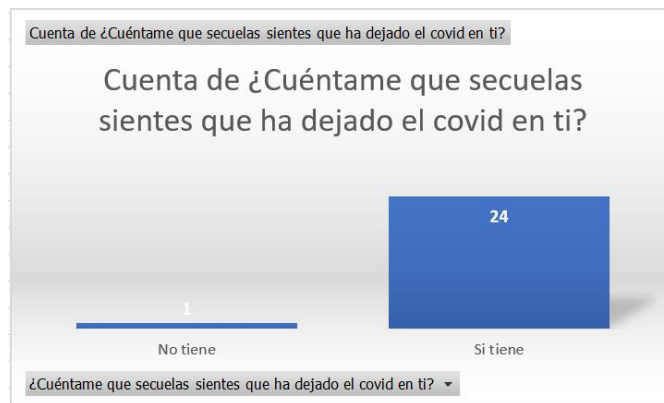 Cuenta de ¿Cuéntame que secuelas sientes que ha dejado el covid en ti?
Cuenta de ¿Cuéntame que secuelas
sientes que ha dejado el covid en ti?
24
1
No tiene
Si tiene
¿Cuéntame que secuelas sientes que ha dejado el covid en ti?